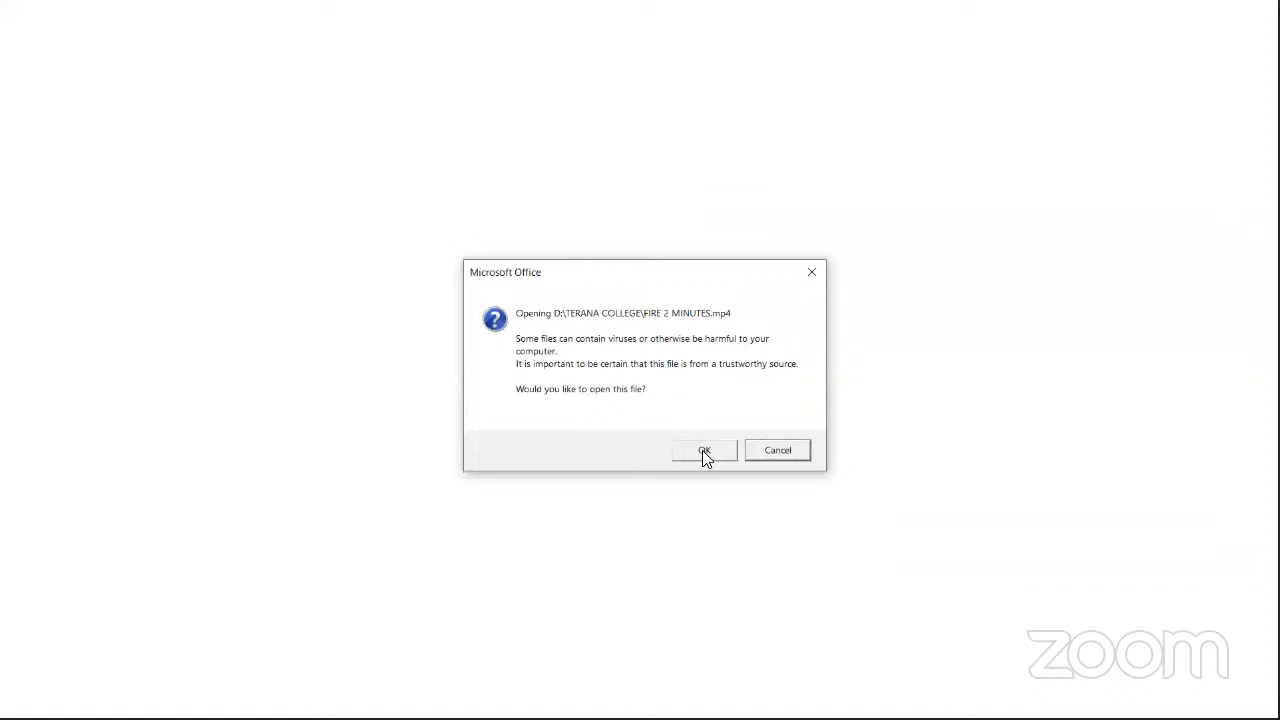 Microsoft Office
Opening D:\TERANA COLLEGE\FIRE 2 MINUTES.mp4
Some files can contain viruses or otherwise be harmful to your
computer.
It is important to be certain that this file is from a trustworthy source.
Would you like to open this file?
OK Cancel
zoom